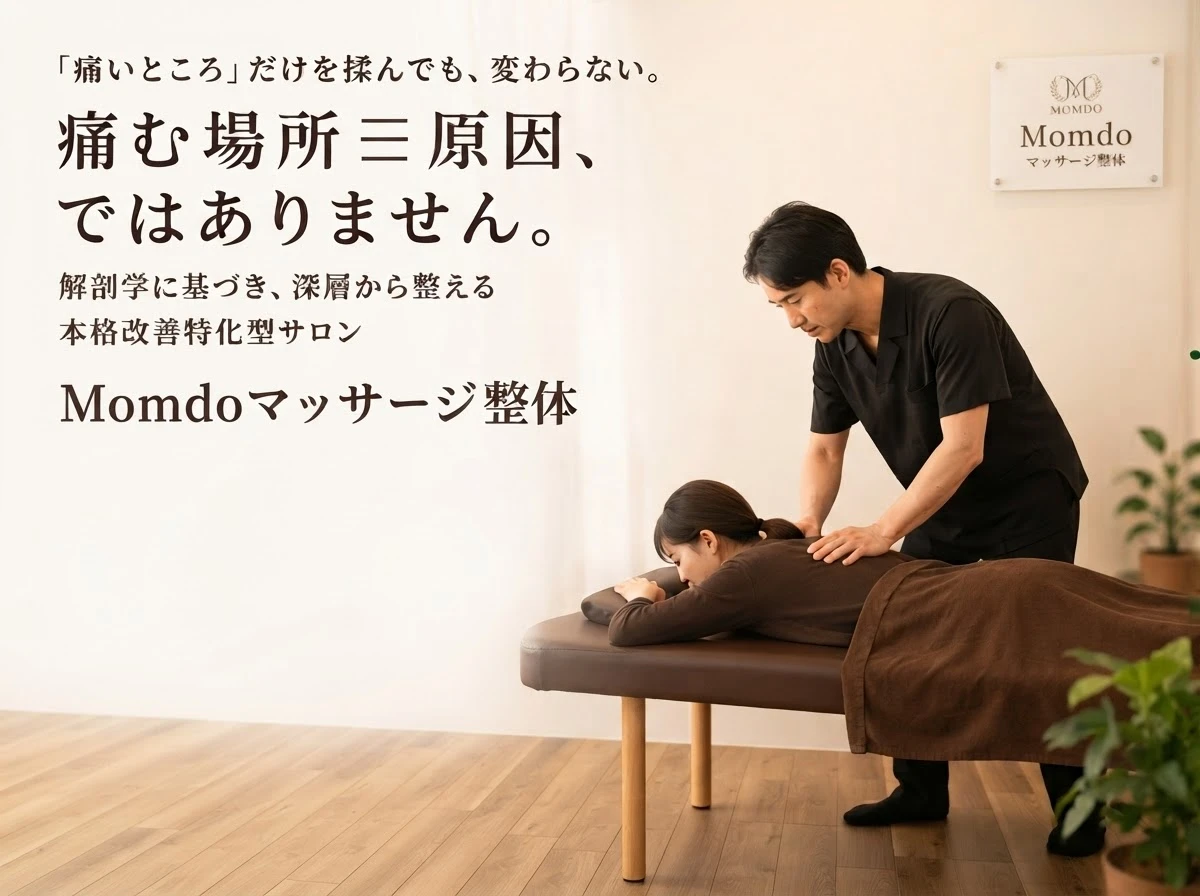 「痛いところ」だけを揉んでも、変わらない。
痛む場所≡原因、
ではありません。
解剖学に基づき、深層から整える
本格改善特化型サロン
Momdoマッサージ整体
M
MOMDO
Momdo
マッサージ整体